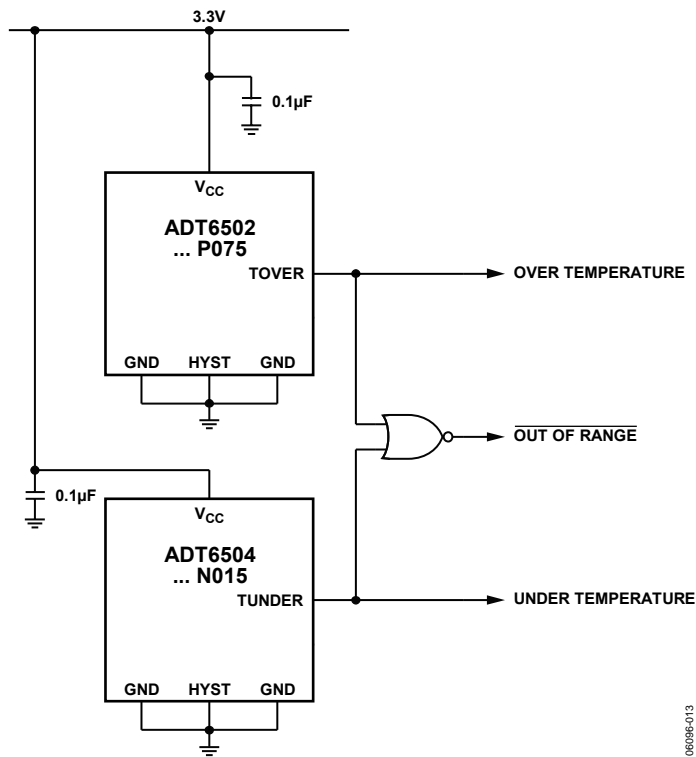 3.3V
0.1µF
VCC
ADT6502
... P075
TOVER
OVER TEMPERATURE
GND HYST GND
OUT OF RANGE
0.1µF
VCC
ADT6504
... N015
TUNDER
UNDER TEMPERATURE
GND HYST GND
06096-013